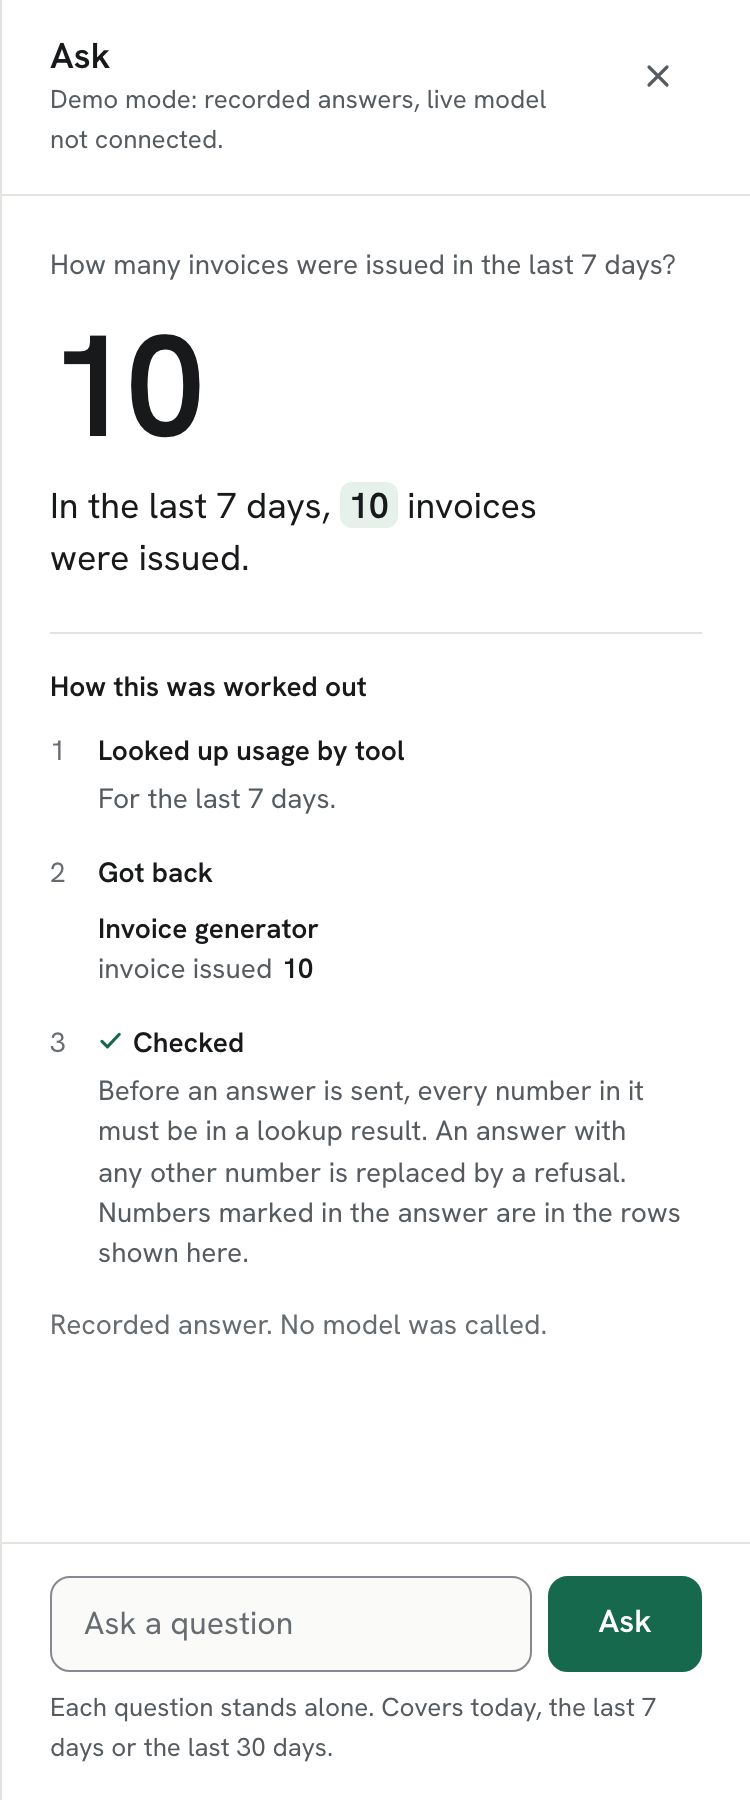 Ask
Demo mode: recorded answers, live model
not connected.
How many invoices were issued in the last 7 days?
10
In the last 7 days, 10 invoices
were issued.
How this was worked out
1 Looked up usage by tool
For the last 7 days.
2 Got back
Invoice generator
invoice issued 10
3 ✓ Checked
Before an answer is sent, every number in it
must be in a lookup result. An answer with
any other number is replaced by a refusal.
Numbers marked in the answer are in the rows
shown here.
Recorded answer. No model was called.
Ask a question
Ask
Each question stands alone. Covers today, the last 7
days or the last 30 days.